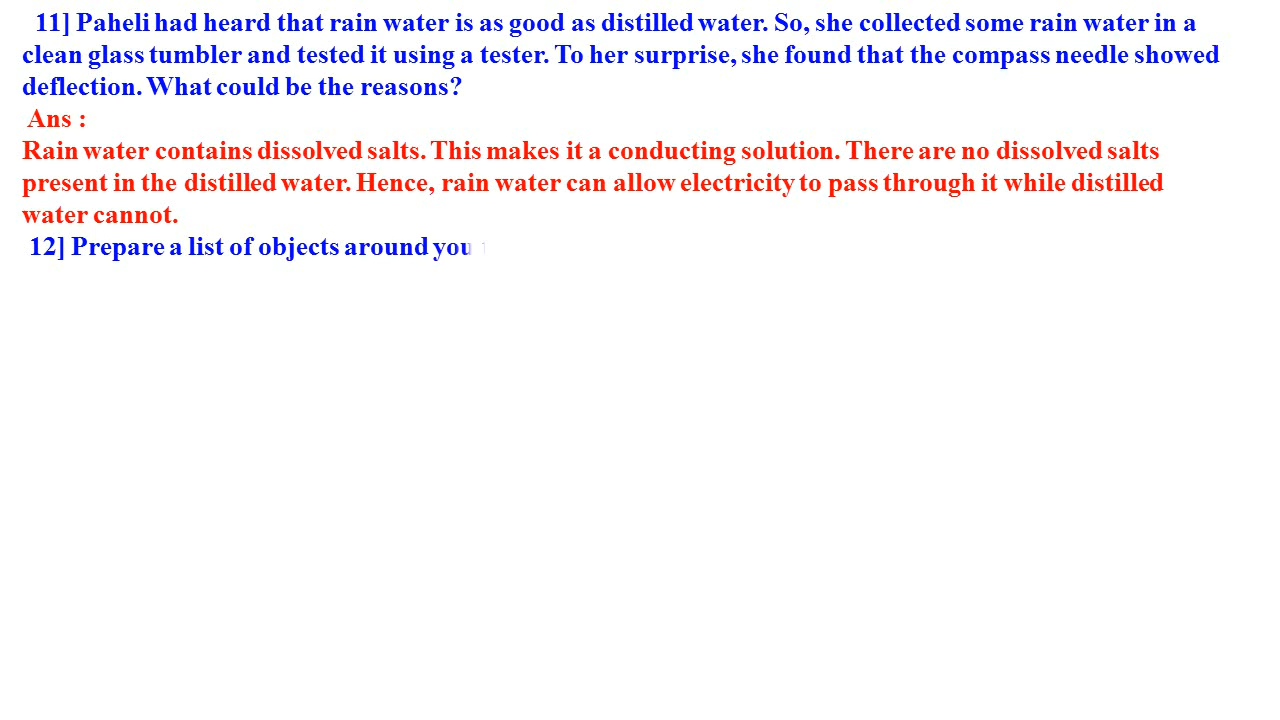 11] Paheli had heard that rain water is as good as distilled water. So, she collected some rain water in a
clean glass tumbler and tested it using a tester. To her surprise, she found that the compass needle showed
deflection. What could be the reasons?
Ans :
Rain water contains dissolved salts. This makes it a conducting solution. There are no dissolved salts
present in the distilled water. Hence, rain water can allow electricity to pass through it while distilled
water cannot.
12] Prepare a list of objects around you